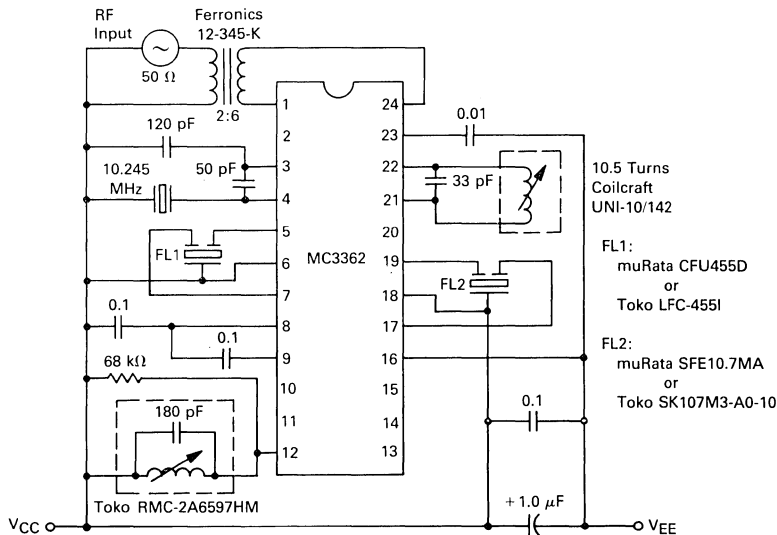 RF
Input
Ferronics
12-345-K
50 Ω
2:6
120 pF
50 pF
10.245
MHz
FL1
0.1
0.1
68 kΩ
180 pF
Toko RMC-2A6597HM
VCC
1
2
3
4
5
6
7
8
9
10
11
12
MC3362
24
23
22
21
20
19
18
17
16
15
14
13
0.01
33 pF
10.5 Turns
Coilcraft
UNI-10/142
FL2
FL1:
muRata CFU455D
or
Toko LFC-455I
FL2:
muRata SFE10.7MA
or
Toko SK107M3-A0-10
0.1
+1.0 µF
VEE